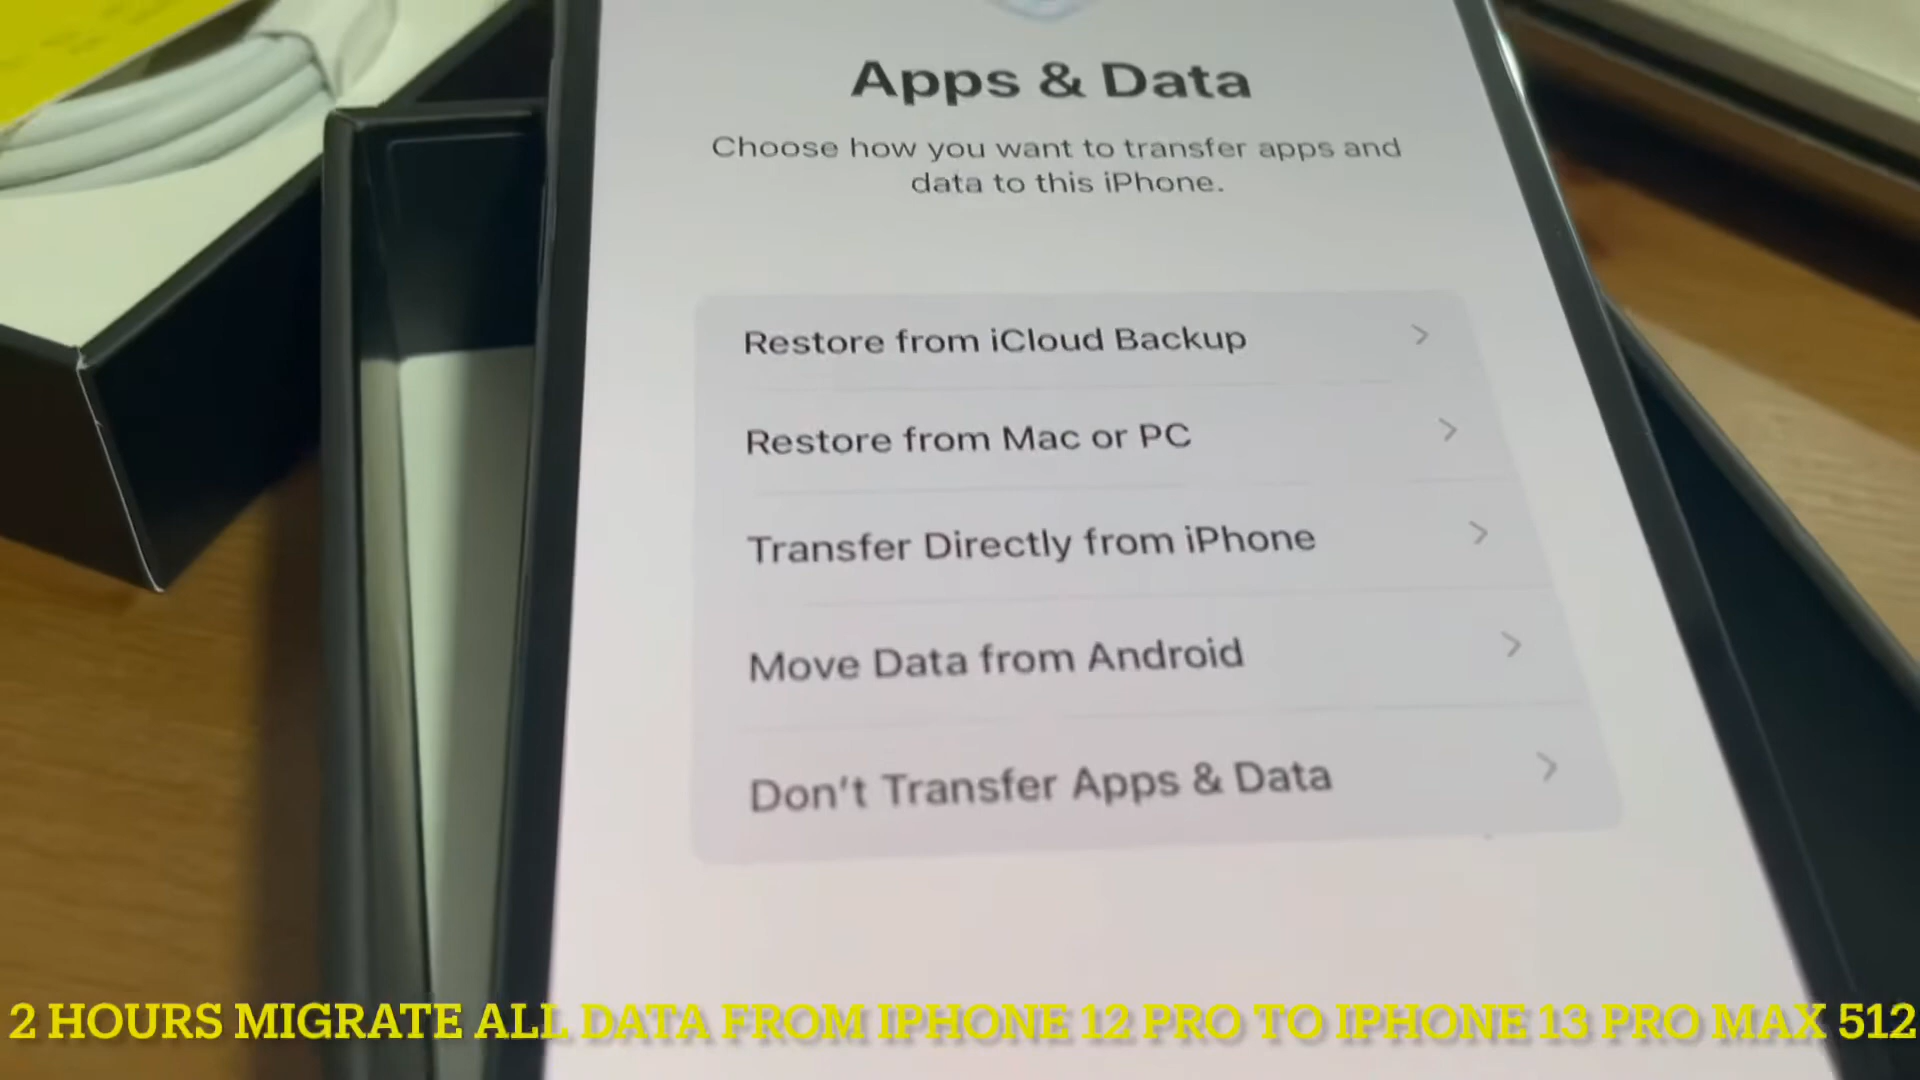 Apps & Data
Choose how you want to transfer apps and
data to this iPhone.
Restore from iCloud Backup
Restore from Mac or PC
Transfer Directly from iPhone
Move Data from Android
Don't Transfer Apps & Data
2 HOURS MIGRATE ALL DATA FROM IPHONE 12 PRO TO IPHONE 13 PRO MAX 512